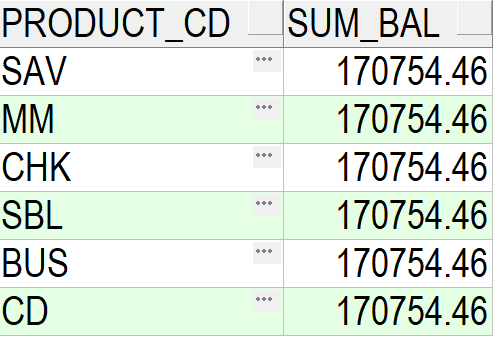 PRODUCT_CD SUM_BAL
SAV 170754.46
MM 170754.46
CHK 170754.46
SBL 170754.46
BUS 170754.46
CD 170754.46